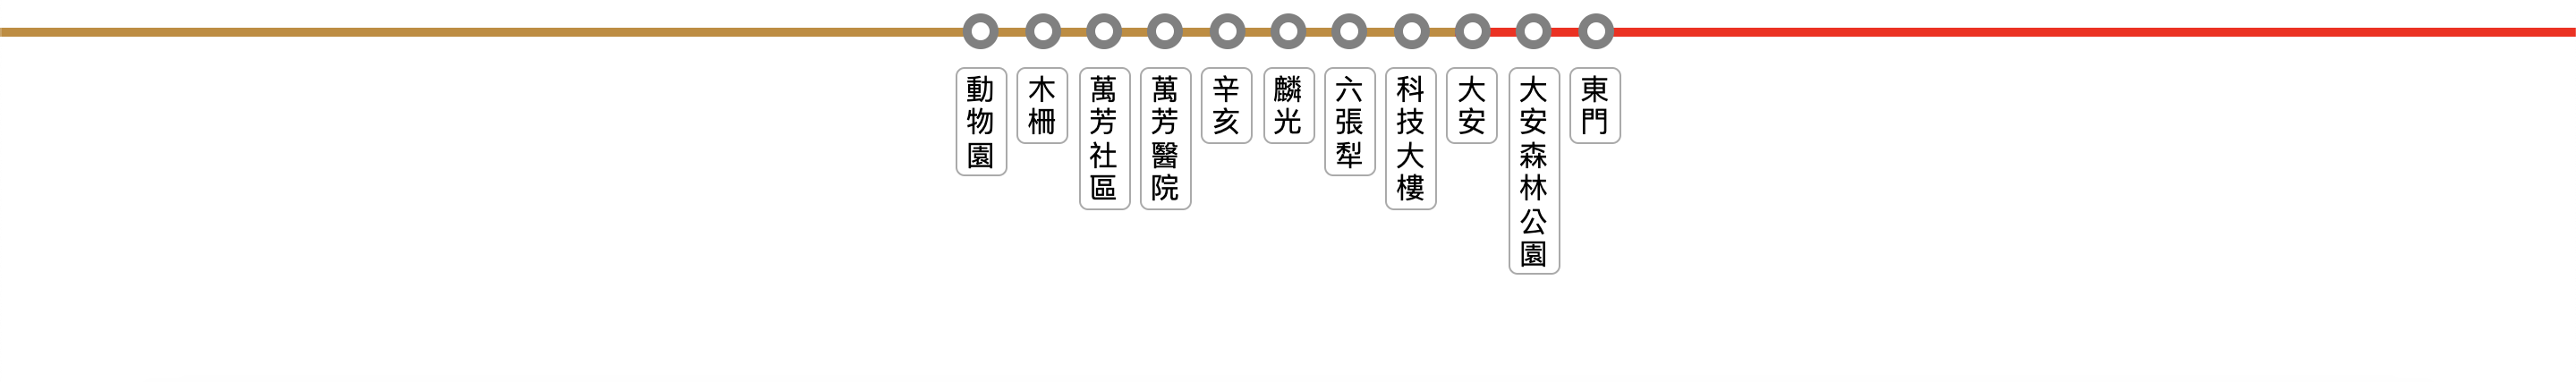 動物園
木柵
萬芳社區
萬芳醫院
辛亥
麟光
六張犁
科技大樓
大安
大安森林公園
東門